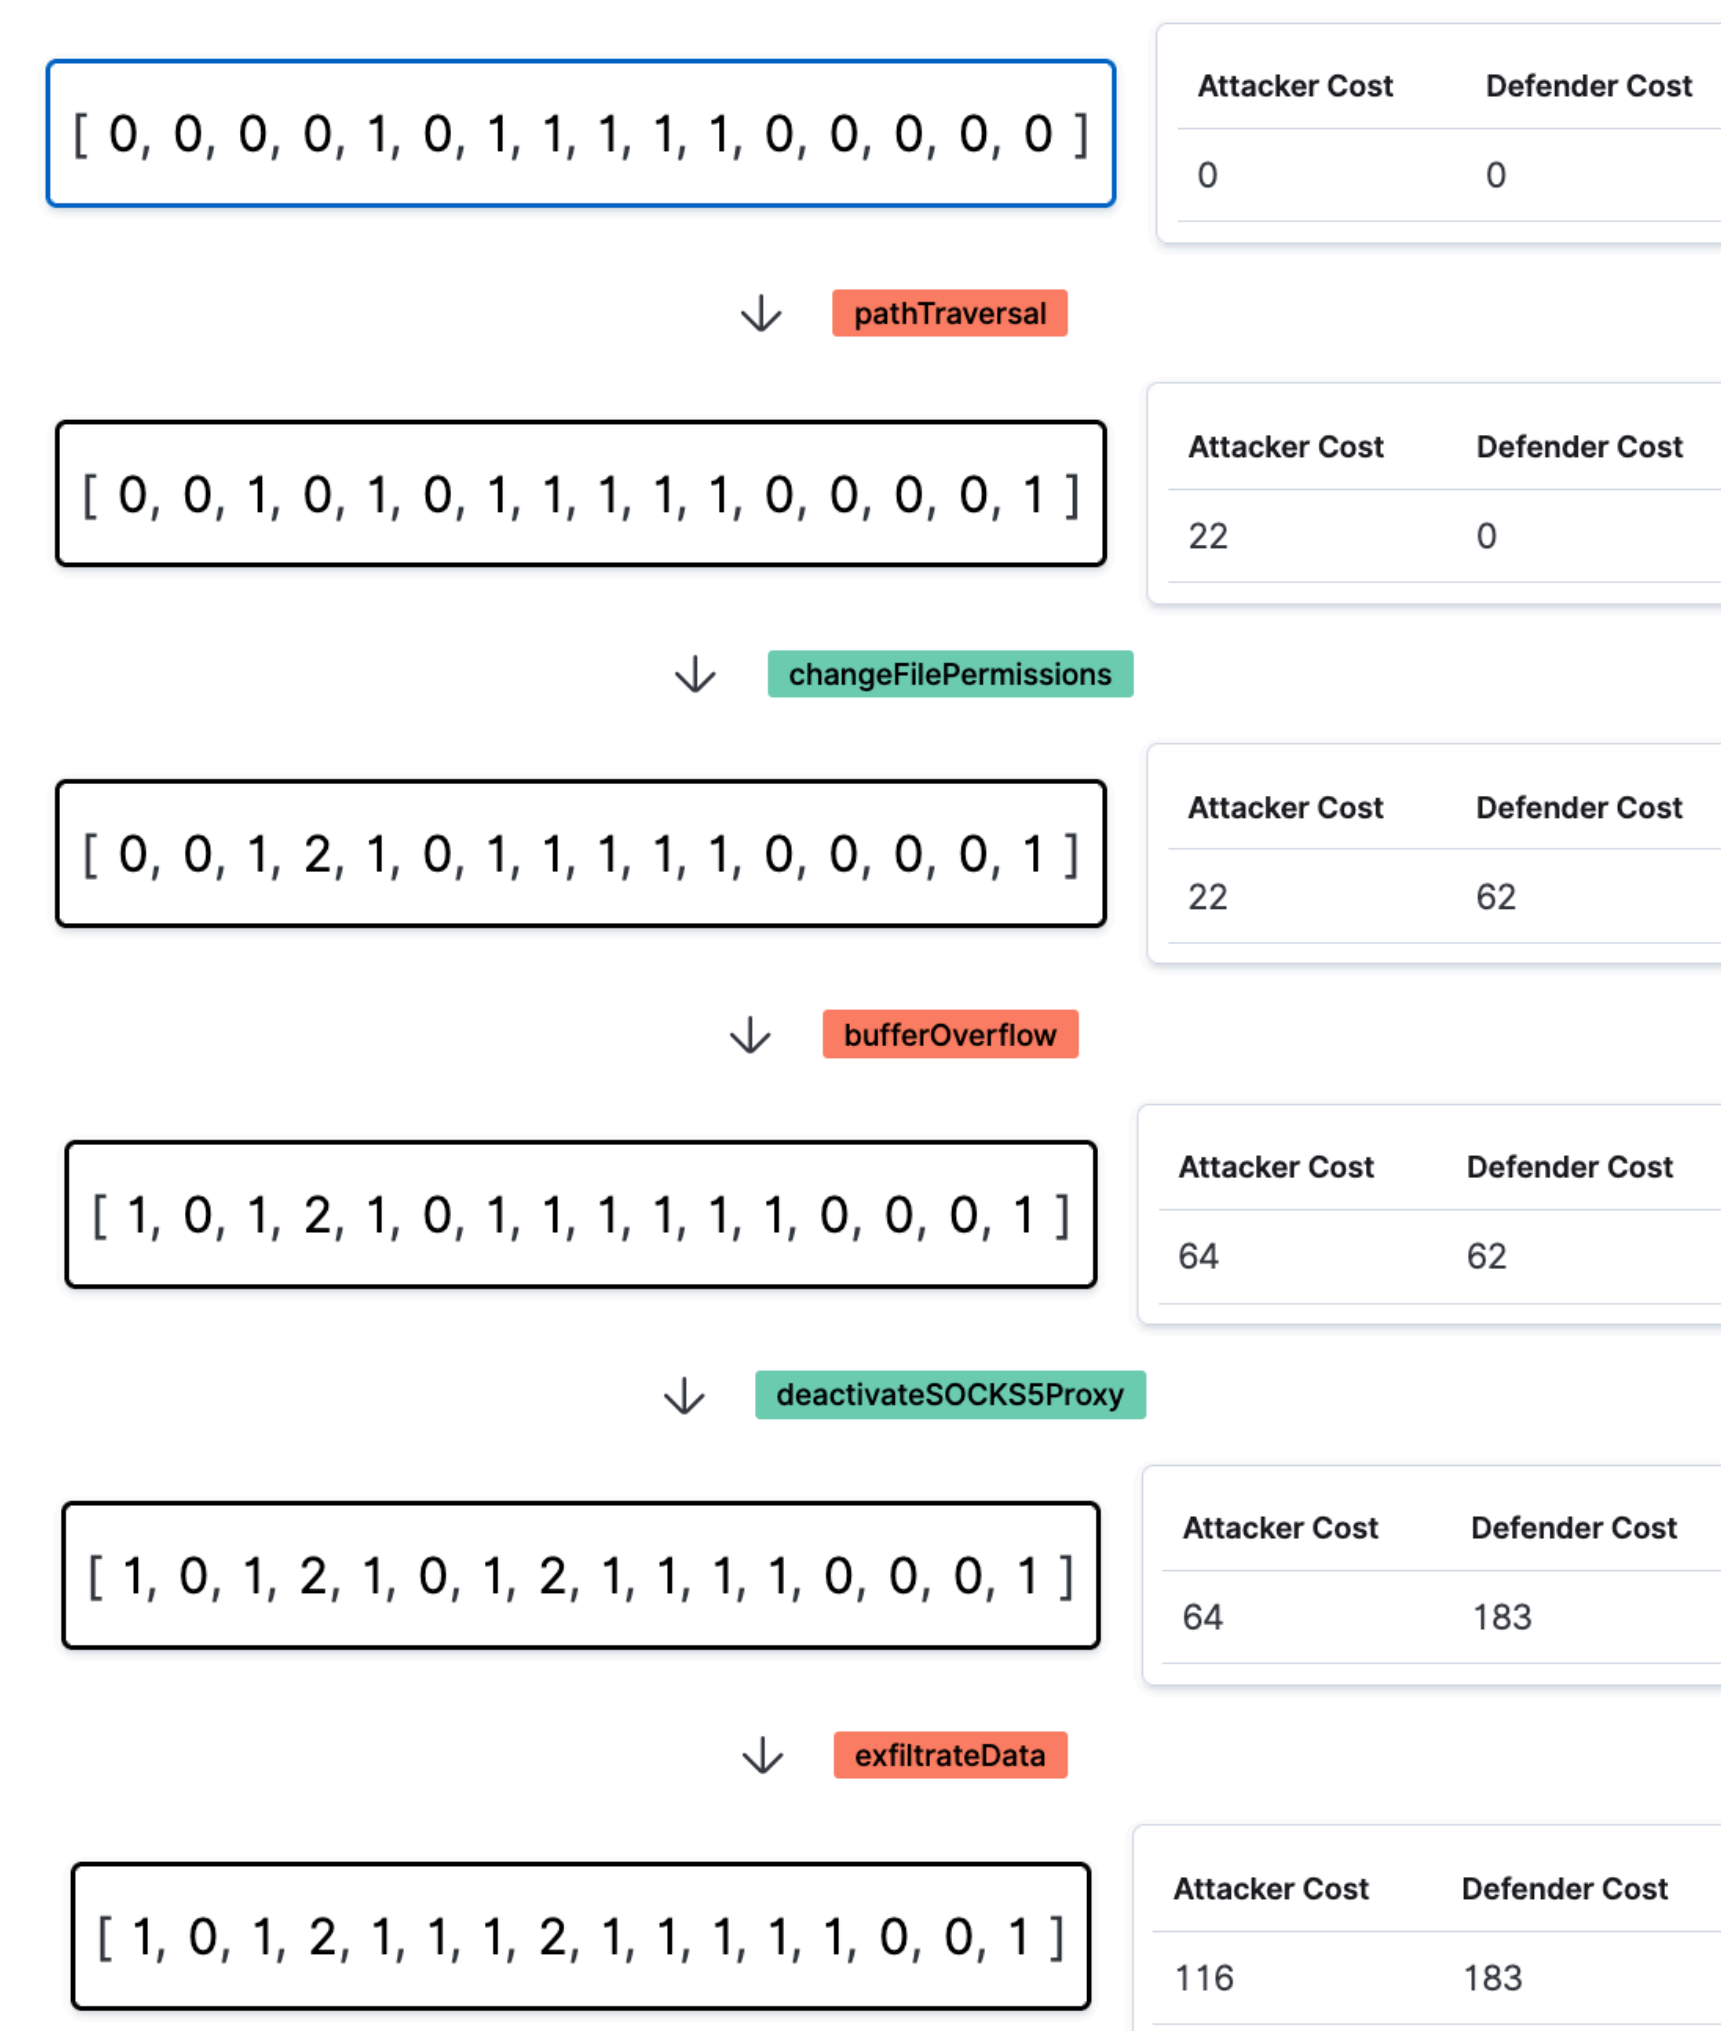 Attacker Cost Defender Cost
[ 0, 0, 0, 0, 1, 0, 1, 1, 1, 1, 1, 0, 0, 0, 0, 0 ]
0 0
pathTraversal
Attacker Cost Defender Cost
[ 0, 0, 1, 0, 1, 0, 1, 1, 1, 1, 1, 0, 0, 0, 0, 1 ]
22 0
changeFilePermissions
Attacker Cost Defender Cost
[ 0, 0, 1, 2, 1, 0, 1, 1, 1, 1, 1, 0, 0, 0, 0, 1 ]
22 62
bufferOverflow
Attacker Cost Defender Cost
[ 1, 0, 1, 2, 1, 0, 1, 1, 1, 1, 1, 1, 0, 0, 0, 1 ]
64 62
deactivateSOCKS5Proxy
Attacker Cost Defender Cost
[ 1, 0, 1, 2, 1, 0, 1, 2, 1, 1, 1, 1, 0, 0, 0, 1 ]
64 183
exfiltrateData
Attacker Cost Defender Cost
[ 1, 0, 1, 2, 1, 1, 1, 2, 1, 1, 1, 1, 1, 0, 0, 1 ]
116 183